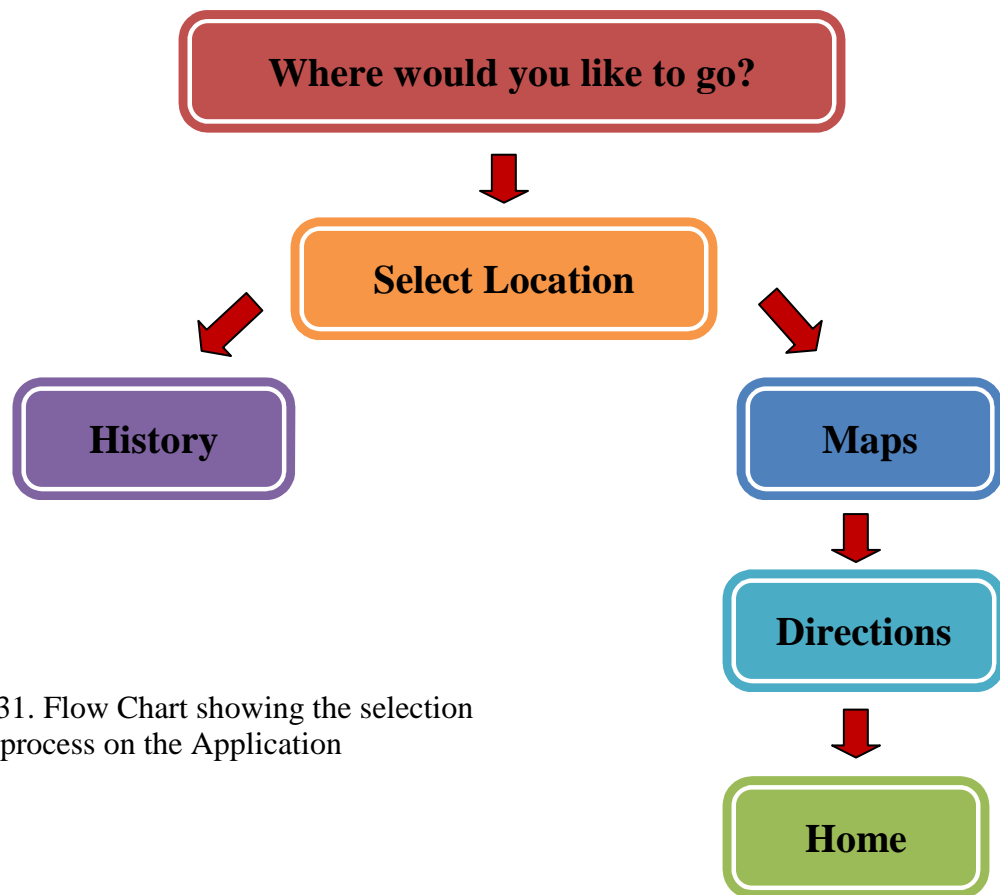 Where would you like to go?
Select Location
History
Maps
Directions
31. Flow Chart showing the selection
process on the Application
Home